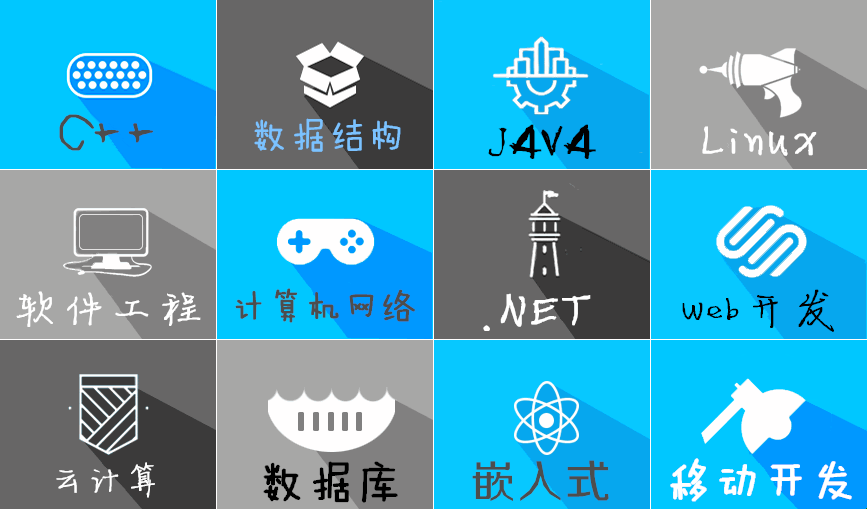 C++
数据结构
JAVA
Linux
软件工程
计算机网络
.NET
web开发
云计算
数据库
嵌入式
移动开发